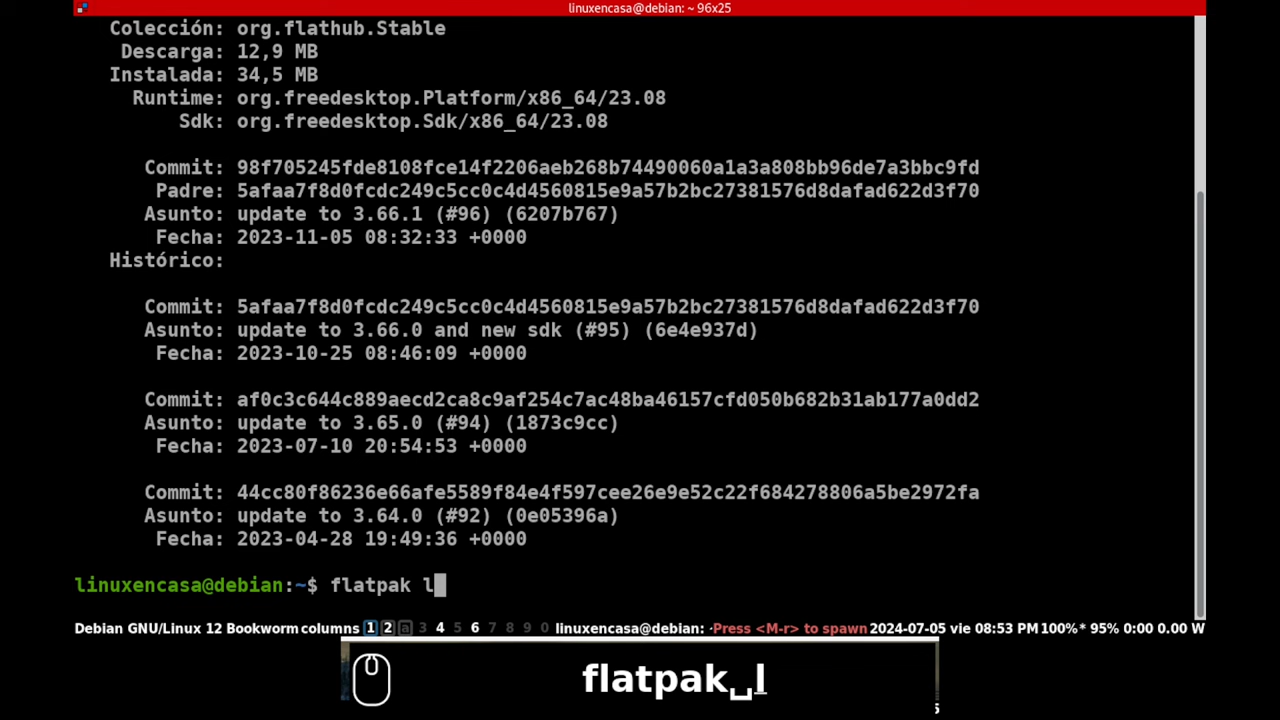 linuxencasa@debian: ~ 96x25
Colección: org.flathub.Stable
Descarga: 12,9 MB
Instalada: 34,5 MB
Runtime: org.freedesktop.Platform/x86_64/23.08
Sdk: org.freedesktop.Sdk/x86_64/23.08
Commit: 98f705245fde8108fce14f2206aeb268b74490060a1a3a808bb96de7a3bbc9fd
Padre: 5afaa7f8d0fcdc249c5cc0c4d4560815e9a57b2bc27381576d8dafad622d3f70
Asunto: update to 3.66.1 (#96) (6207b767)
Fecha: 2023-11-05 08:32:33 +0000
Histórico:
Commit: 5afaa7f8d0fcdc249c5cc0c4d4560815e9a57b2bc27381576d8dafad622d3f70
Asunto: update to 3.66.0 and new sdk (#95) (6e4e937d)
Fecha: 2023-10-25 08:46:09 +0000
Commit: af0c3c644c889aecd2ca8c9af254c7ac48ba46157cfd050b682b31ab177a0dd2
Asunto: update to 3.65.0 (#94) (1873c9cc)
Fecha: 2023-07-10 20:54:53 +0000
Commit: 44cc80f86236e66afe5589f84e4f597cee26e9e52c22f684278806a5be2972fa
Asunto: update to 3.64.0 (#92) (0e05396a)
Fecha: 2023-04-28 19:49:36 +0000
linuxencasa@debian:~$ flatpak l
Debian GNU/Linux 12 Bookworm columns 1 2 a 3 4 5 6 7 8 9 0 linuxencasa@debian: Press <M-r> to spawn 2024-07-05 vie 08:53 PM 100%* 95% 0:00 0.00 W
flatpak␣l